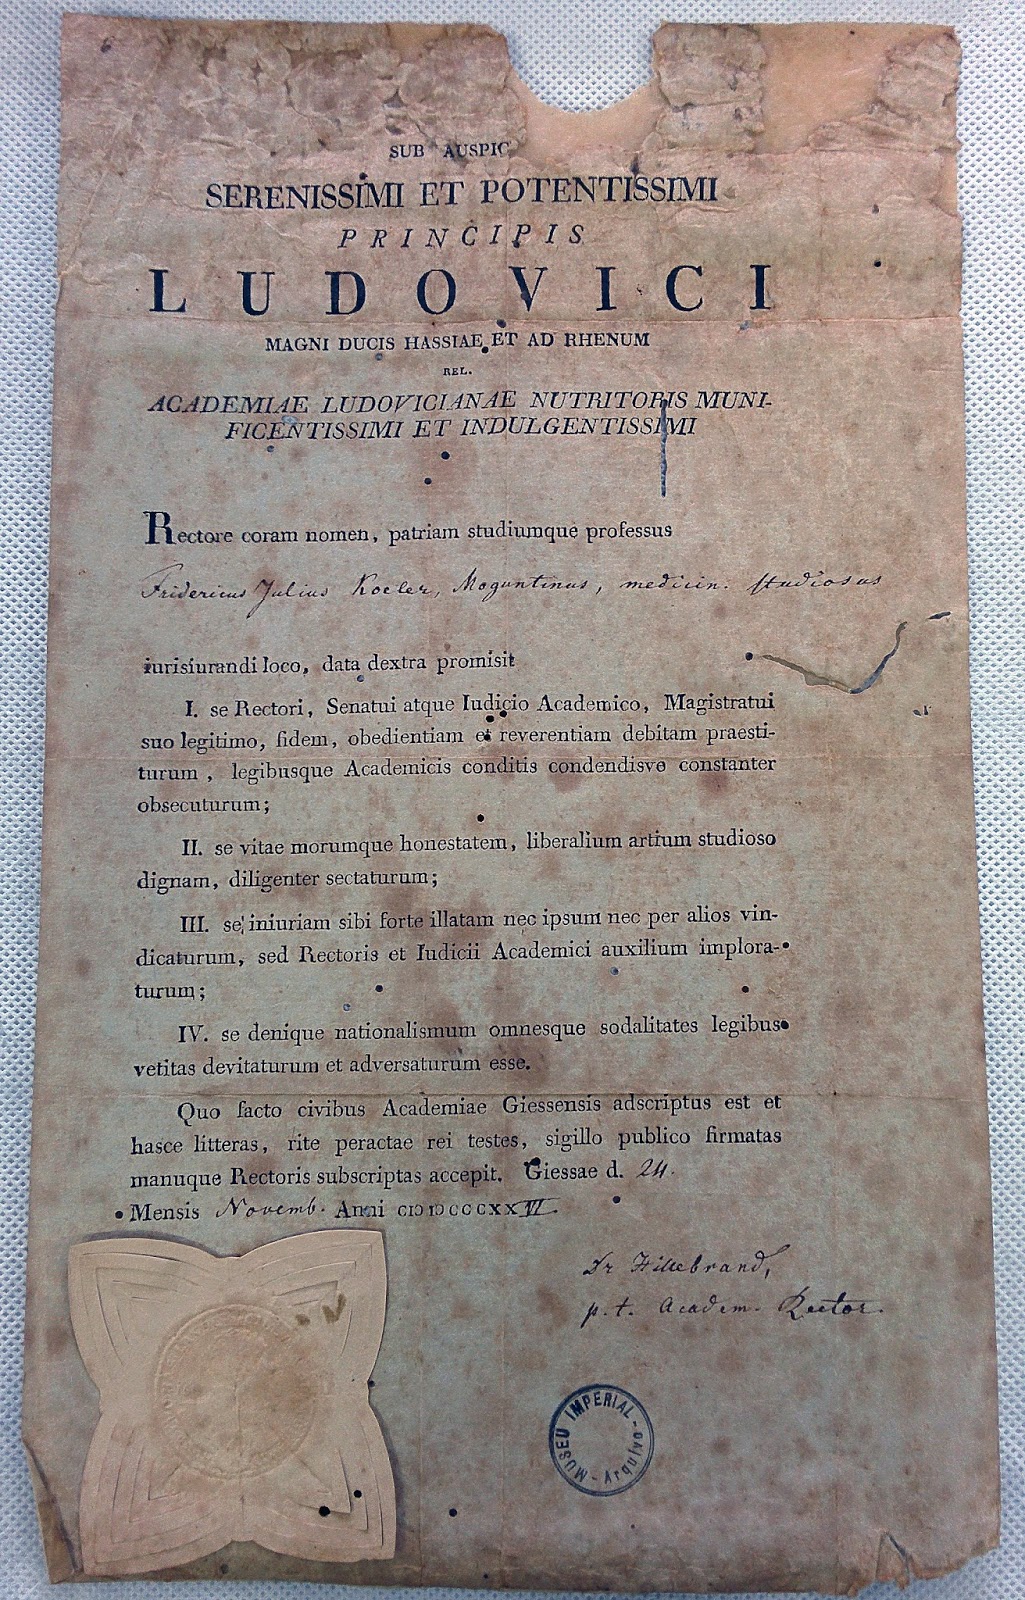 SUB AUSPIC
SERENISSIMI ET POTENTISSIMI
PRINCIPIS
LUDOVICI
MAGNI DUCIS HASSIAE ET AD RHENUM
REL.
ACADEMIAE LUDOVICIANAE NUTRITORIS MUNI-
FICENTISSIMI ET INDULGENTISSIMI
Rectore coram nomen, patriam studiumque professus
Fridericus Julius Koeler, Moguntinus, medicin. studiosus
iurisiurandi loco, data dextra promisit
I. se Rectori, Senatui atque Iudicio Academico, Magistratui
suo legitimo, fidem, obedientiam et reverentiam debitam praesti-
turum, legibusque Academicis conditis condendisve constanter
obsecuturum;
II. se vitae morumque honestatem, liberalium artium studioso
dignam, diligenter sectaturum;
III. se iniuriam sibi forte illatam nec ipsum nec per alios vin-
dicaturum, sed Rectoris et Iudicii Academici auxilium implora-
turum;
IV. se denique nationalismum omnesque sodalitates legibus
vetitas devitaturum et adversaturum esse.
Quo facto civibus Academiae Giessensis adscriptus est et
hasce litteras, rite peractae rei testes, sigillo publico firmatas
manuque Rectoris subscriptas accepit. Giessae d. 24.
Mensis Novemb. Anni CIↃIↃCCCXXVI.
Dr Hillebrand,
p. t. Academ. Rector.
MUSEU IMPERIAL - Arquivo -